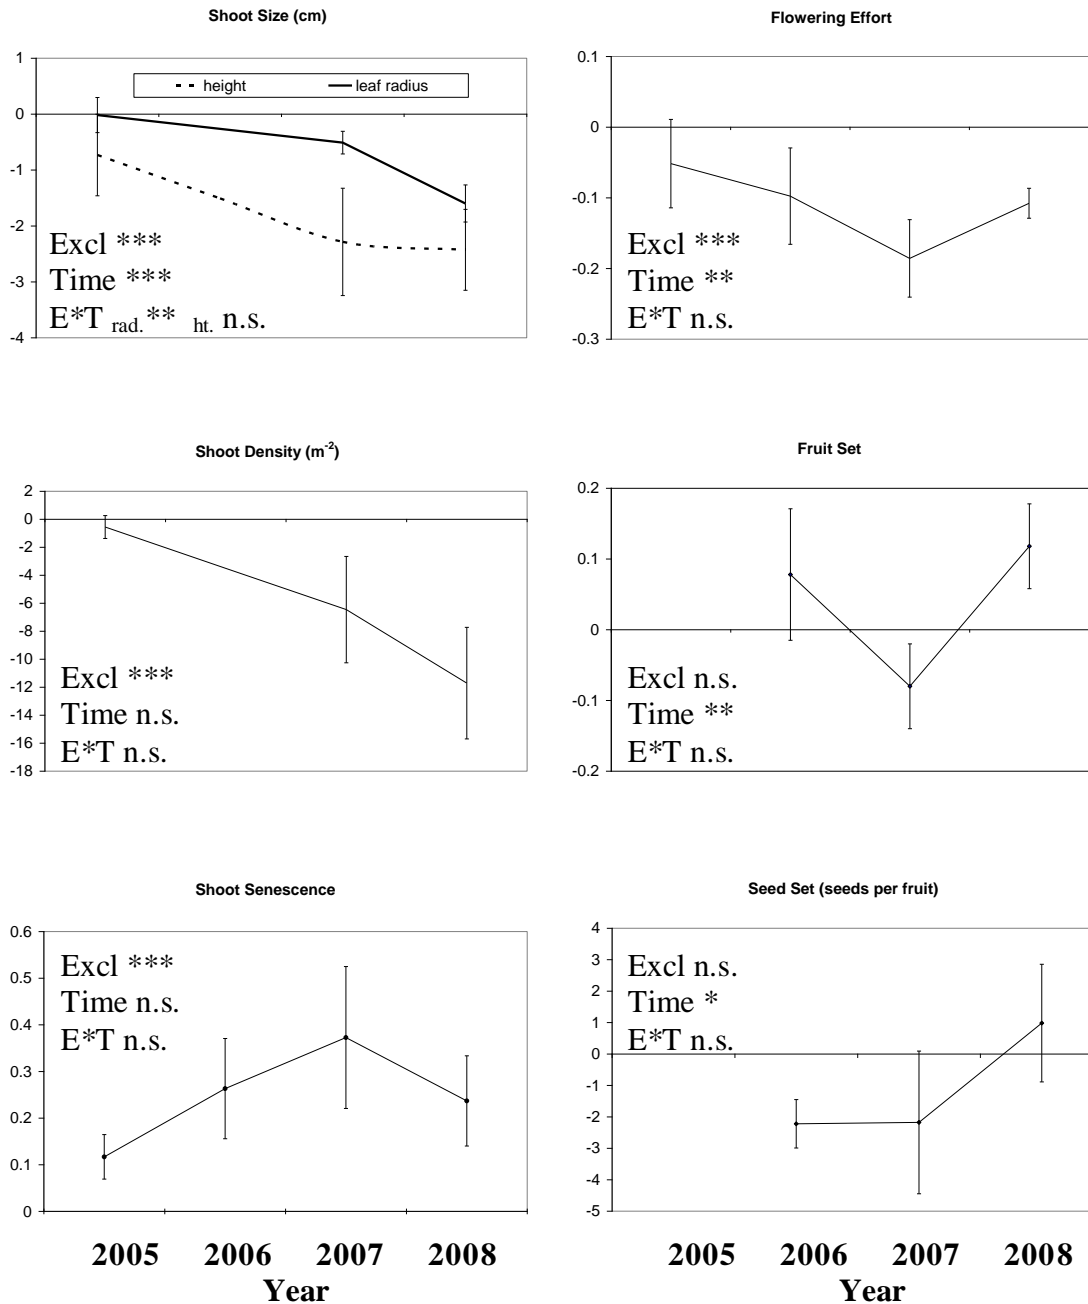 Shoot Size (cm)
1
0
-1
-2
-3
-4
height
leaf radius
Excl ***
Time ***
E*T rad.** ht. n.s.
Flowering Effort
0.1
0
-0.1
-0.2
-0.3
Excl ***
Time **
E*T n.s.
Shoot Density (m-2)
2
0
-2
-4
-6
-8
-10
-12
-14
-16
-18
Excl ***
Time n.s.
E*T n.s.
Fruit Set
0.2
0.1
0
-0.1
-0.2
Excl n.s.
Time **
E*T n.s.
Shoot Senescence
0.6
0.5
0.4
0.3
0.2
0.1
0
Excl ***
Time n.s.
E*T n.s.
2005 2006 2007 2008
Year
Seed Set (seeds per fruit)
4
3
2
1
0
-1
-2
-3
-4
-5
Excl n.s.
Time *
E*T n.s.
2005 2006 2007 2008
Year